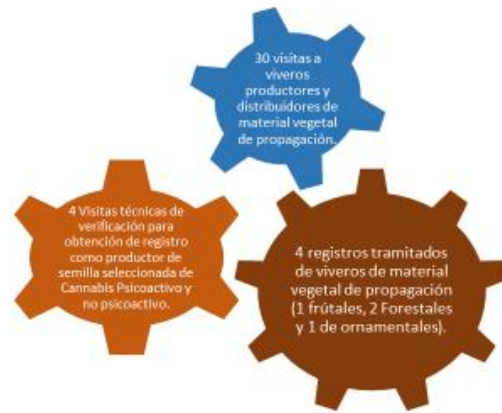 30 visitas a
viveros
productores y
distribuidores de
material vegetal
de propagación.
4 Visitas técnicas de
verificación para
obtención de registro
como productor de
semilla seleccionada de
Cannabis Psicoactivo y
no psicoactivo.
4 registros tramitados
de viveros de material
vegetal de propagación
(1 frútales, 2 Forestales
y 1 de ornamentales).